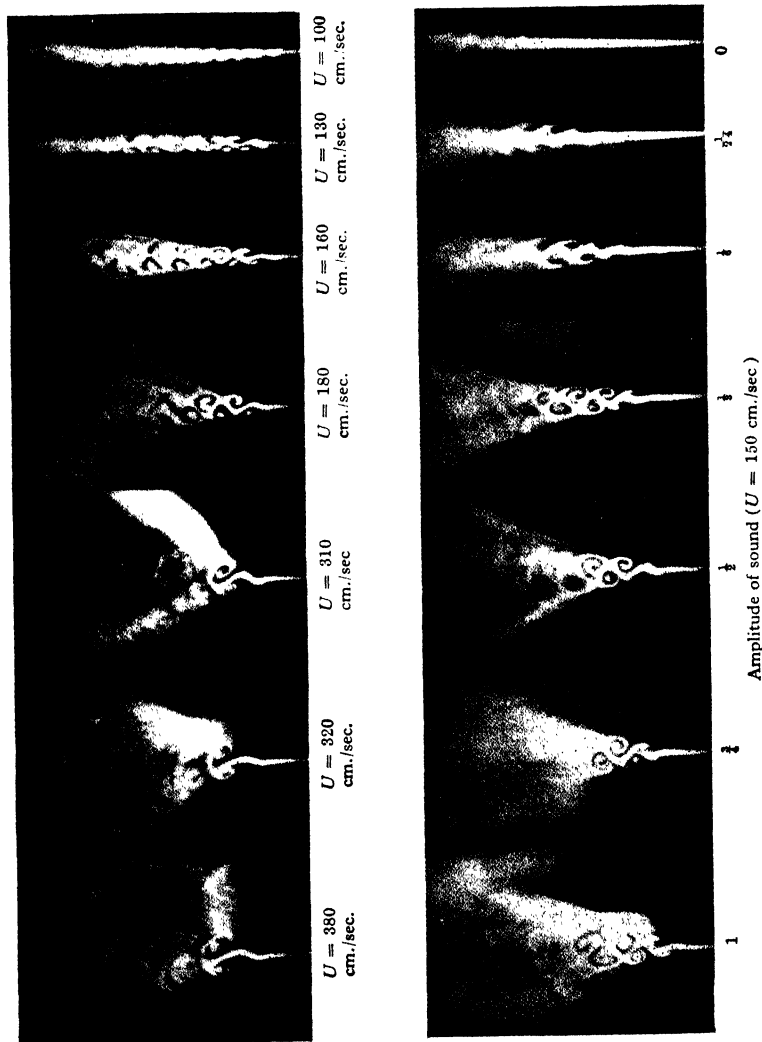 U = 380
cm./sec.
U = 320
cm./sec.
U = 310
cm./sec
U = 180
cm./sec.
U = 160
cm./sec.
U = 130
cm./sec.
U = 100
cm./sec.
1
½
0
Amplitude of sound (U = 150 cm./sec)